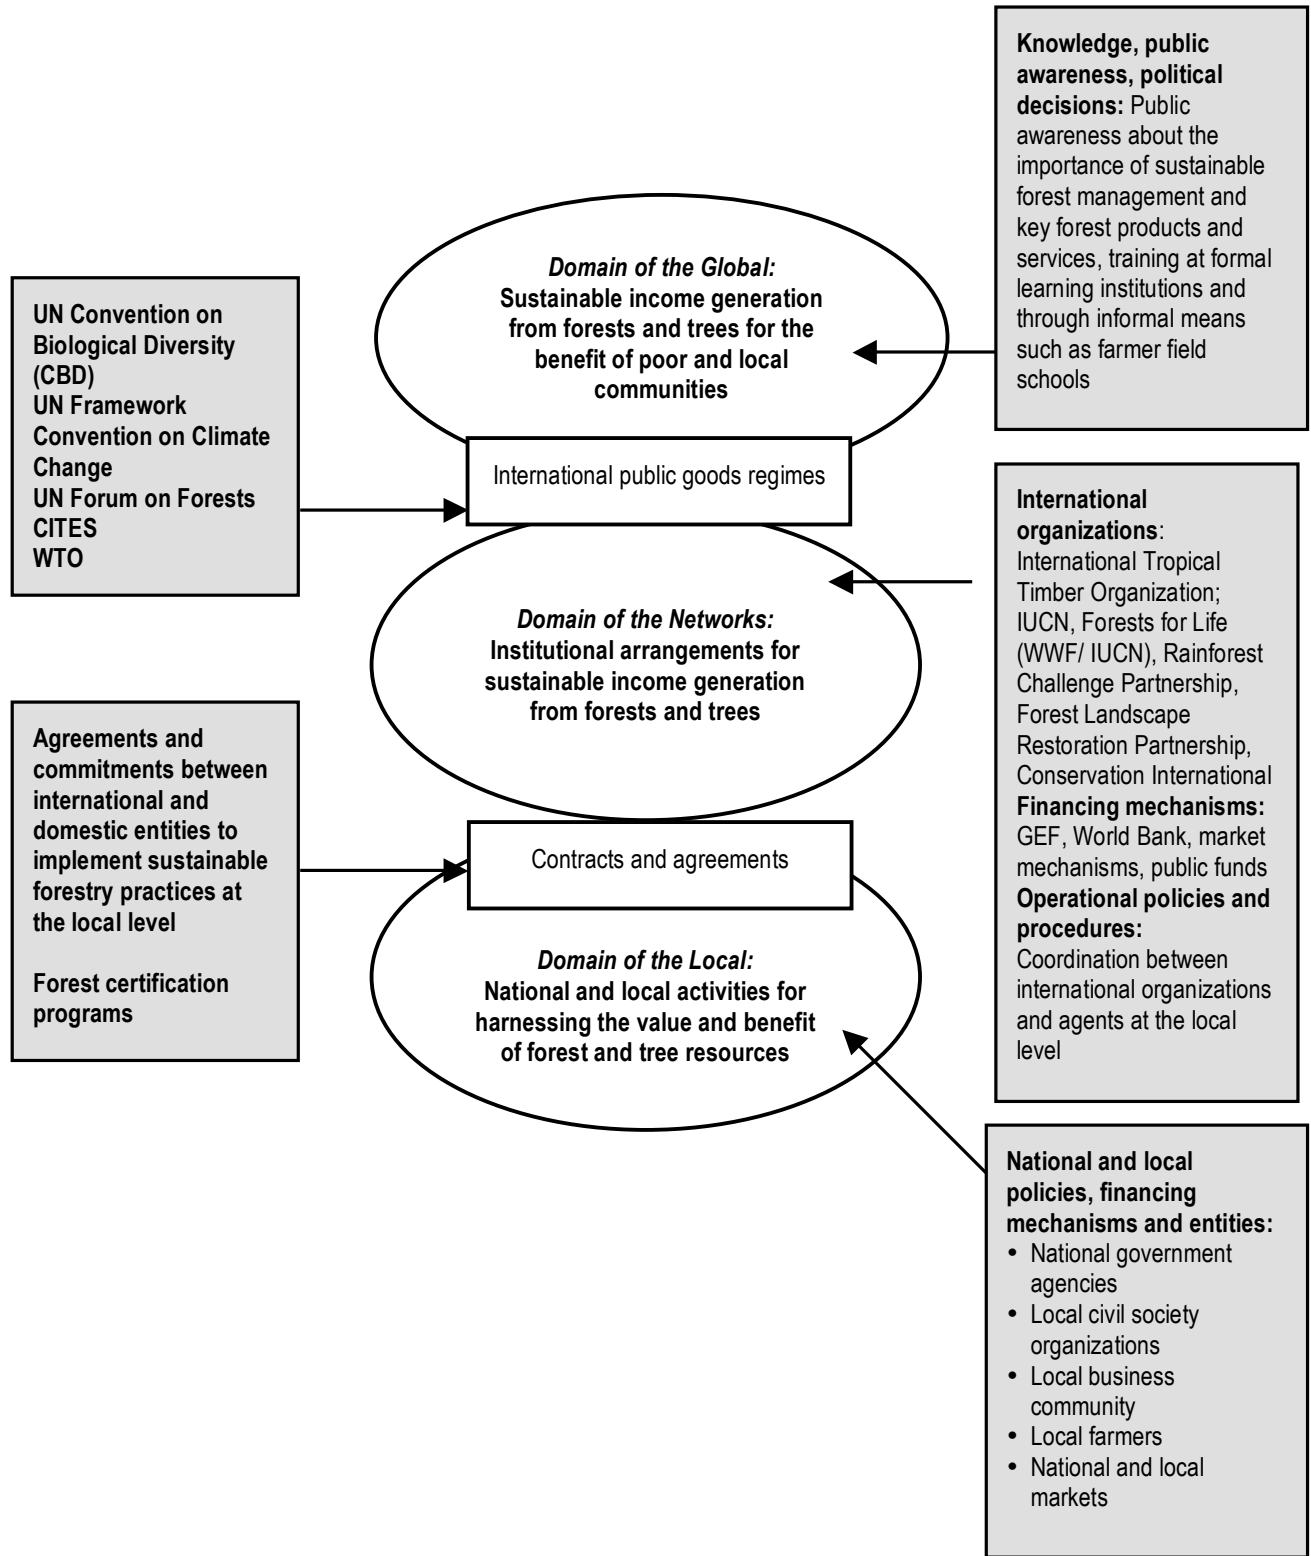 Knowledge, public
awareness, political
decisions: Public
awareness about the
importance of sustainable
forest management and
key forest products and
services, training at formal
learning institutions and
through informal means
such as farmer field
schools
Domain of the Global:
Sustainable income generation
from forests and trees for the
benefit of poor and local
communities
UN Convention on
Biological Diversity
(CBD)
UN Framework
Convention on Climate
Change
UN Forum on Forests
CITES
WTO
International public goods regimes
International
organizations:
International Tropical
Timber Organization;
IUCN, Forests for Life
(WWF/ IUCN), Rainforest
Challenge Partnership,
Forest Landscape
Restoration Partnership,
Conservation International
Financing mechanisms:
GEF, World Bank, market
mechanisms, public funds
Operational policies and
procedures:
Coordination between
international organizations
and agents at the local
level
Domain of the Networks:
Institutional arrangements for
sustainable income generation
from forests and trees
Agreements and
commitments between
international and
domestic entities to
implement sustainable
forestry practices at
the local level
Forest certification
programs
Contracts and agreements
Domain of the Local:
National and local activities for
harnessing the value and benefit
of forest and tree resources
National and local
policies, financing
mechanisms and entities:
• National government
agencies
• Local civil society
organizations
• Local business
community
• Local farmers
• National and local
markets